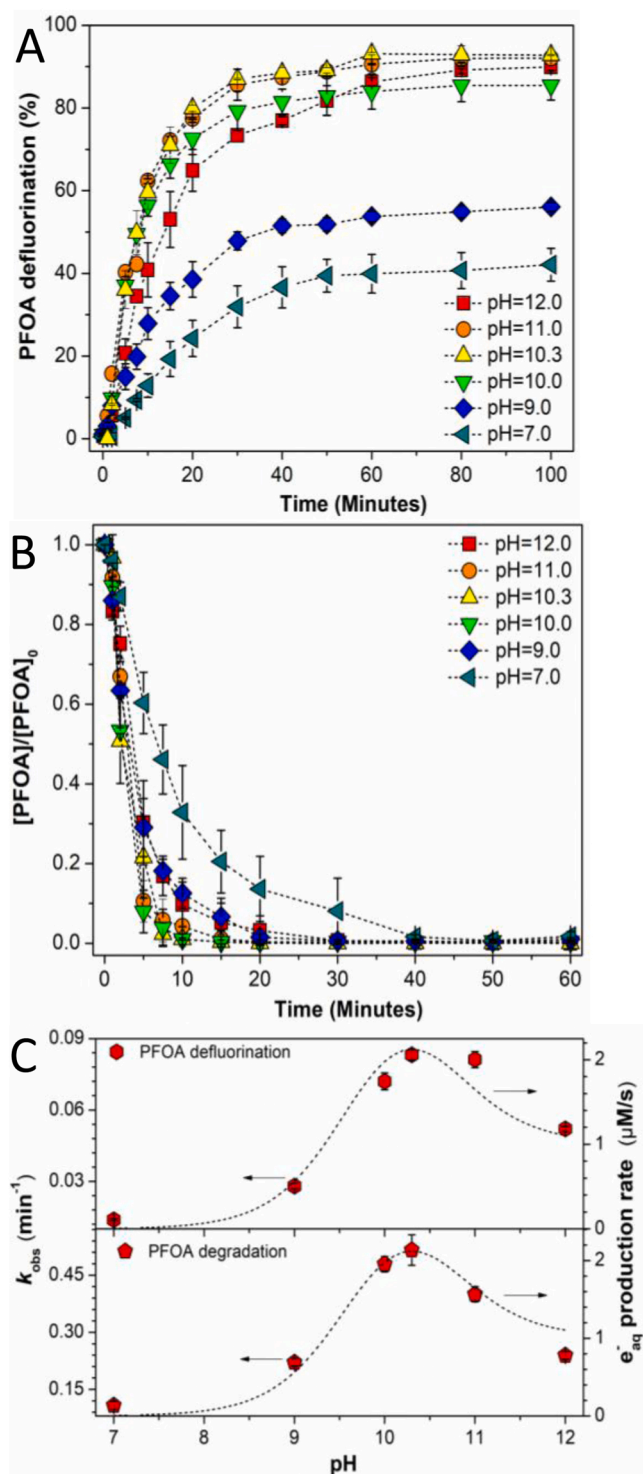 A
PFOA defluorination (%)
100
80
60
40
20
0
pH=12.0
pH=11.0
pH=10.3
pH=10.0
pH=9.0
pH=7.0
0 20 40 60 80 100
Time (Minutes)
B
[PFOA]/[PFOA]0
1.0
0.8
0.6
0.4
0.2
0.0
pH=12.0
pH=11.0
pH=10.3
pH=10.0
pH=9.0
pH=7.0
0 10 20 30 40 50 60
Time (Minutes)
C
kobs (min-1)
0.09
0.06
0.03
PFOA defluorination
2
1
0
0.45
0.30
0.15
PFOA degradation
2
1
0
e-aq production rate (μM/s)
7 8 9 10 11 12
pH